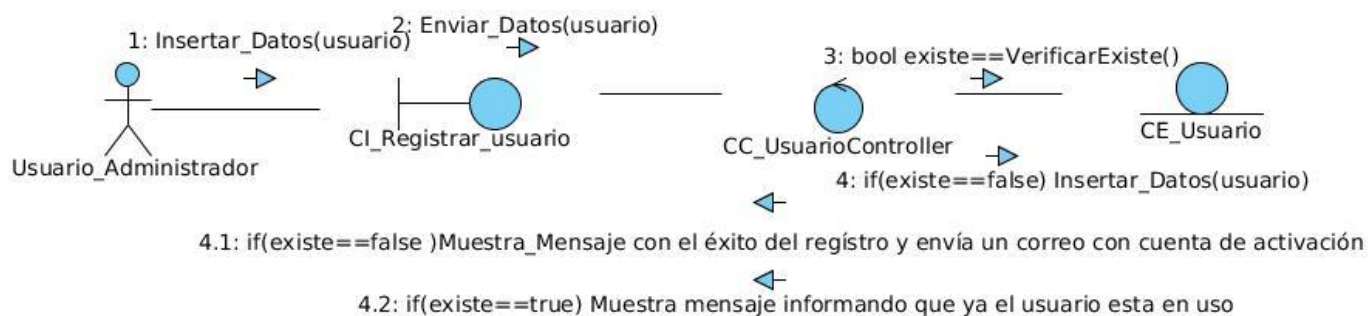 1: Insertar_Datos(usuario)
2: Enviar_Datos(usuario)
3: bool existe==VerificarExiste()
Usuario_Administrador
CI_Registrar_usuario
CC_UsuarioController
CE_Usuario
4: if(existe==false) Insertar_Datos(usuario)
4.1: if(existe==false )Muestra_Mensaje con el éxito del regístro y envía un correo con cuenta de activación
4.2: if(existe==true) Muestra mensaje informando que ya el usuario esta en uso